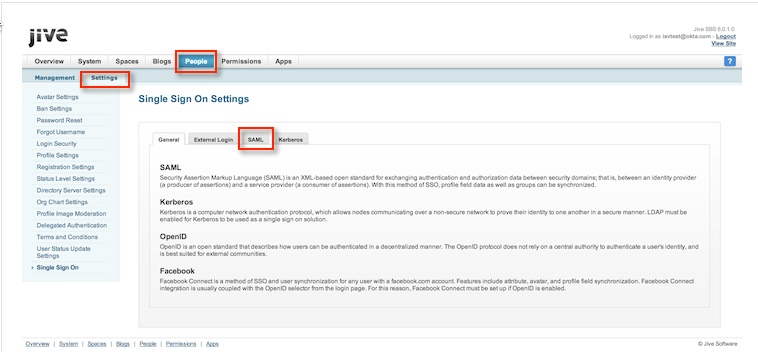 jive
Jive SBS 6.0.1.0
Logged in as isvtest@okta.com - Logout
View Site
Overview System Spaces Blogs People Permissions Apps ?
Management Settings
Avatar Settings
Ban Settings
Password Reset
Forgot Username
Login Security
Profile Settings
Registration Settings
Status Level Settings
Directory Server Settings
Org Chart Settings
Profile Image Moderation
Delegated Authentication
Terms and Conditions
User Status Update
Settings
› Single Sign On
Single Sign On Settings
General External Login SAML Kerberos
SAML
Security Assertion Markup Language (SAML) is an XML-based open standard for exchanging authentication and authorization data between security domains; that is, between an identity provider
(a producer of assertions) and a service provider (a consumer of assertions). With this method of SSO, profile field data as well as groups can be synchronized.
Kerberos
Kerberos is a computer network authentication protocol, which allows nodes communicating over a non-secure network to prove their identity to one another in a secure manner. LDAP must be
enabled for Kerberos to be used as a single sign on solution.
OpenID
OpenID is an open standard that describes how users can be authenticated in a decentralized manner. The OpenID protocol does not rely on a central authority to authenticate a user's identity, and
is best suited for external communities.
Facebook
Facebook Connect is a method of SSO and user synchronization for any user with a facebook.com account. Features include attribute, avatar, and profile field synchronization. Facebook Connect
integration is usually coupled with the OpenID selector from the login page. For this reason, Facebook Connect must be set up if OpenID is enabled.
Overview | System | Spaces | Blogs | People | Permissions | Apps
© Jive Software